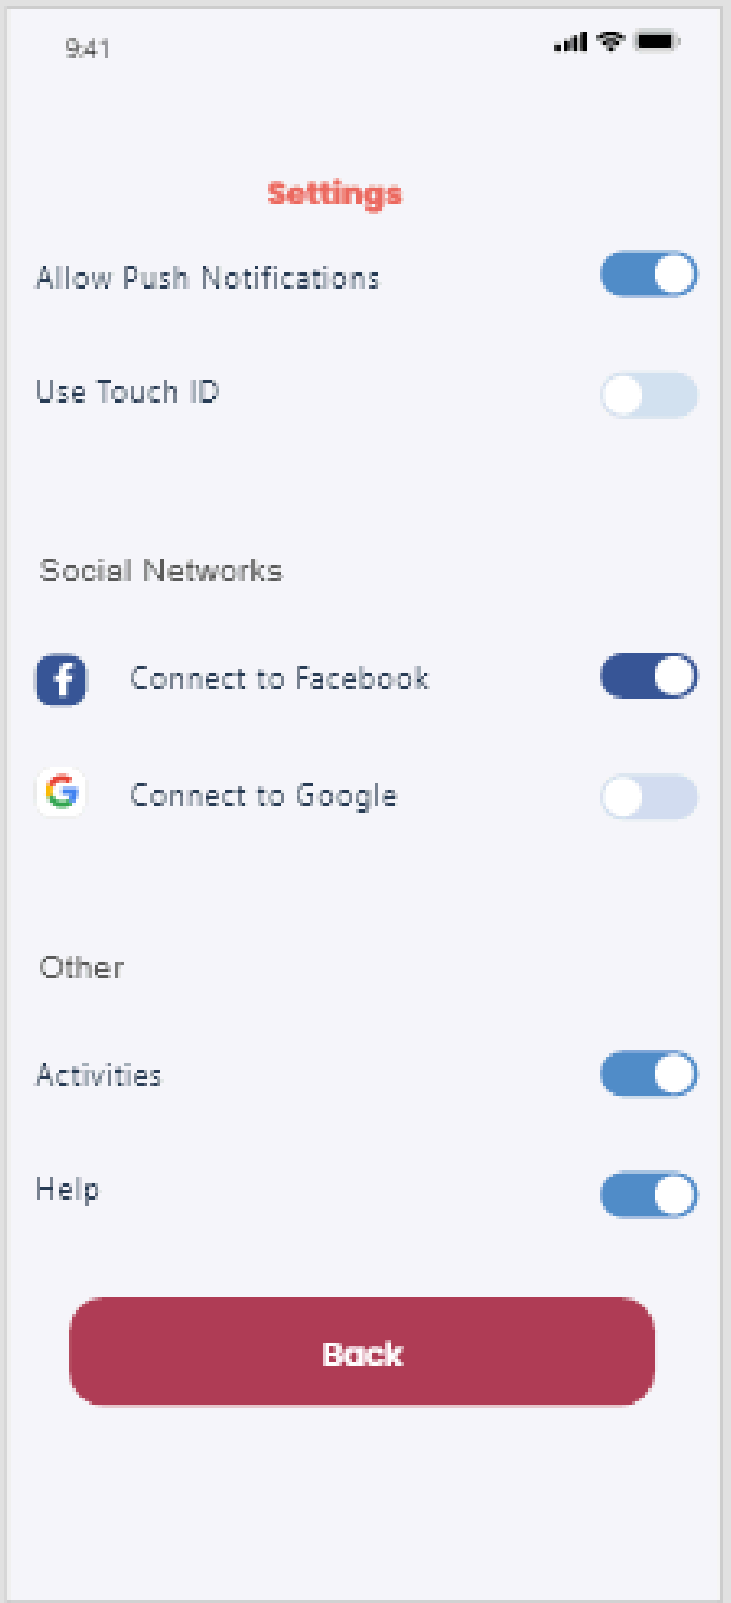 9:41
Settings
Allow Push Notifications
Use Touch ID
Social Networks
Connect to Facebook
Connect to Google
Other
Activities
Help
Back